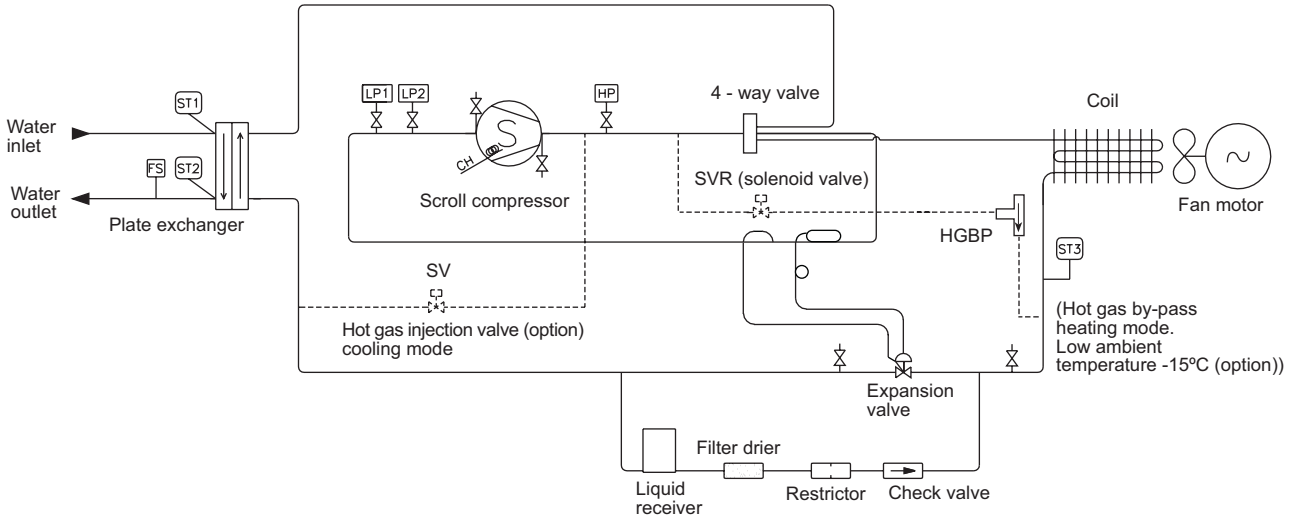 LP1
LP2
HP
4 - way valve
Coil
ST1
Water
inlet
S
CH
FS
ST2
SVR (solenoid valve)
Water
outlet
Plate exchanger
Scroll compressor
Fan motor
HGBP
ST3
SV
Hot gas injection valve (option)
cooling mode
(Hot gas by-pass
heating mode.
Low ambient
temperature -15ºC (option))
Expansion
valve
Filter drier
Liquid
receiver
Restrictor
Check valve